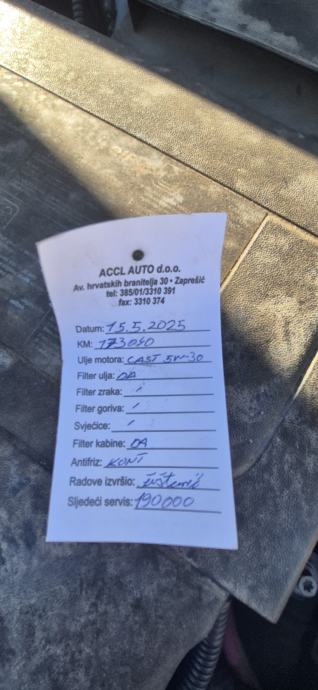 ACCL AUTO d.o.o.
Av. hrvatskih branitelja 30 • Zaprešić
tel: 385/01/3310 391
fax: 3310 374
Datum: 15.5.2025
KM: 173040
Ulje motora: CAST 5W-30
Filter ulja: DA
Filter zraka: /
Filter goriva: /
Svjećice: /
Filter kabine: DA
Antifriz: KONT
Radove izvršio:
Sljedeći servis: 190000